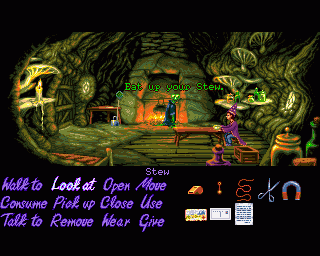 Eat up your Stew.
Stew
Walk to Look at Open Move
Consume Pick up Close Use
Talk to Remove Wear Give